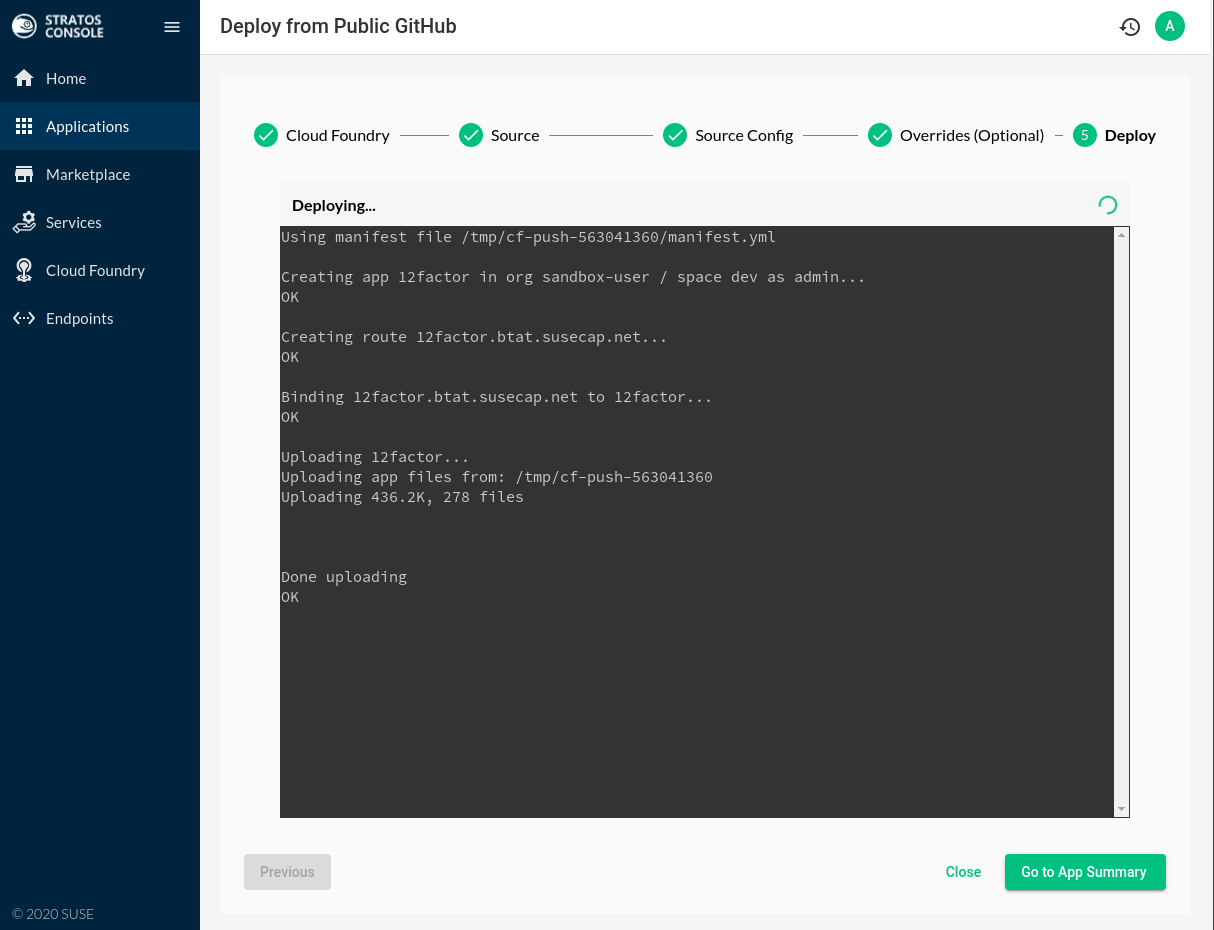 STRATOS
CONSOLE
Deploy from Public GitHub
A
Home
Applications
Marketplace
Services
Cloud Foundry
Endpoints
Cloud Foundry
Source
Source Config
Overrides (Optional)
5 Deploy
Deploying...
Using manifest file /tmp/cf-push-563041360/manifest.yml
Creating app 12factor in org sandbox-user / space dev as admin...
OK
Creating route 12factor.btat.susecap.net...
OK
Binding 12factor.btat.susecap.net to 12factor...
OK
Uploading 12factor...
Uploading app files from: /tmp/cf-push-563041360
Uploading 436.2K, 278 files
Done uploading
OK
Previous
Close
Go to App Summary
© 2020 SUSE